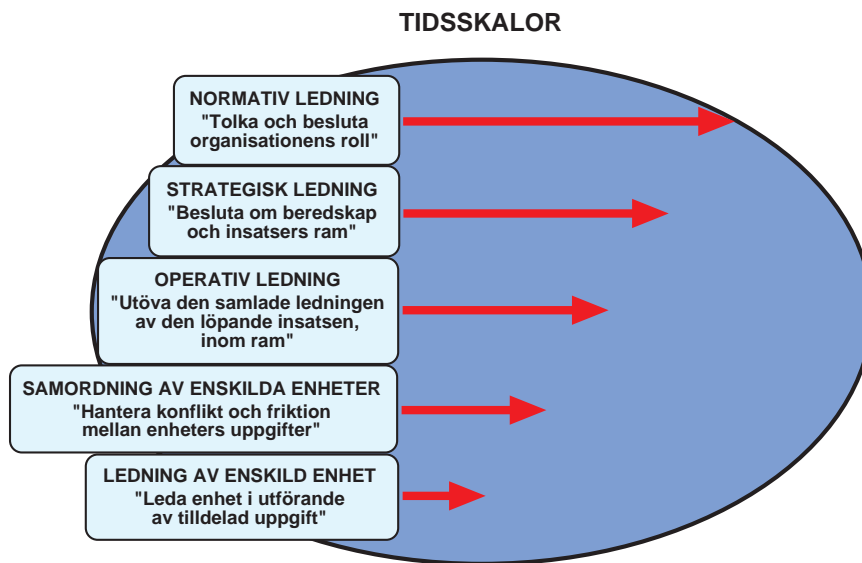 TIDSSKALOR
NORMATIV LEDNING
"Tolka och besluta
organisationens roll"
STRATEGISK LEDNING
"Besluta om beredskap
och insatsers ram"
OPERATIV LEDNING
"Utöva den samlade ledningen
av den löpande insatsen,
inom ram"
SAMORDNING AV ENSKILDA ENHETER
"Hantera konflikt och friktion
mellan enheters uppgifter"
LEDNING AV ENSKILD ENHET
"Leda enhet i utförande
av tilldelad uppgift"